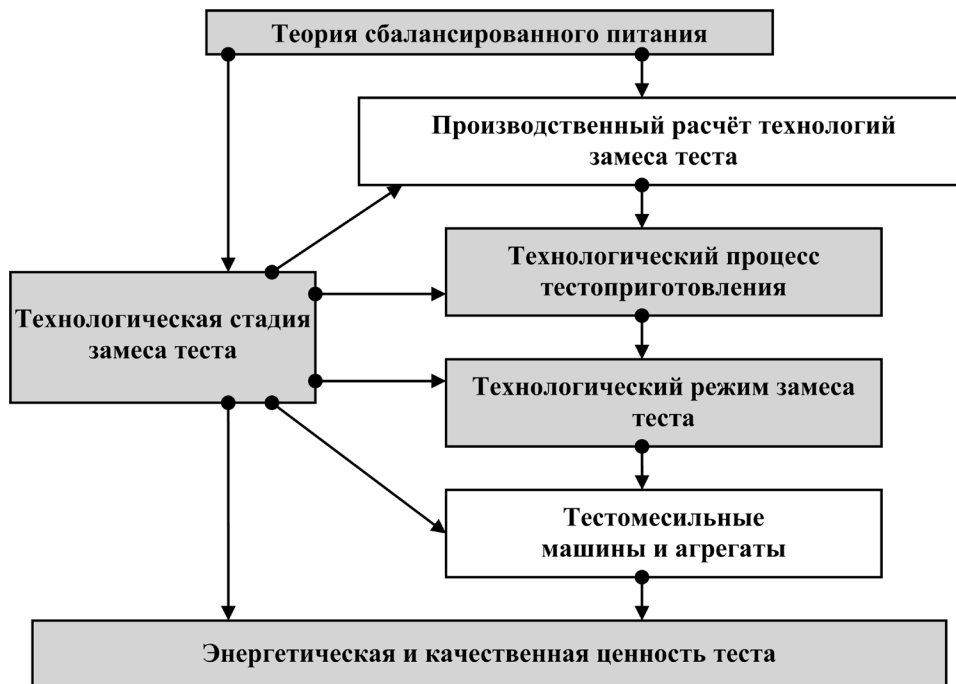 Теория сбалансированного питания
Производственный расчёт технологий
замеса теста
Технологический процесс
тестоприготовления
Технологическая стадия
замеса теста
Технологический режим замеса
теста
Тестомесильные
машины и агрегаты
Энергетическая и качественная ценность теста